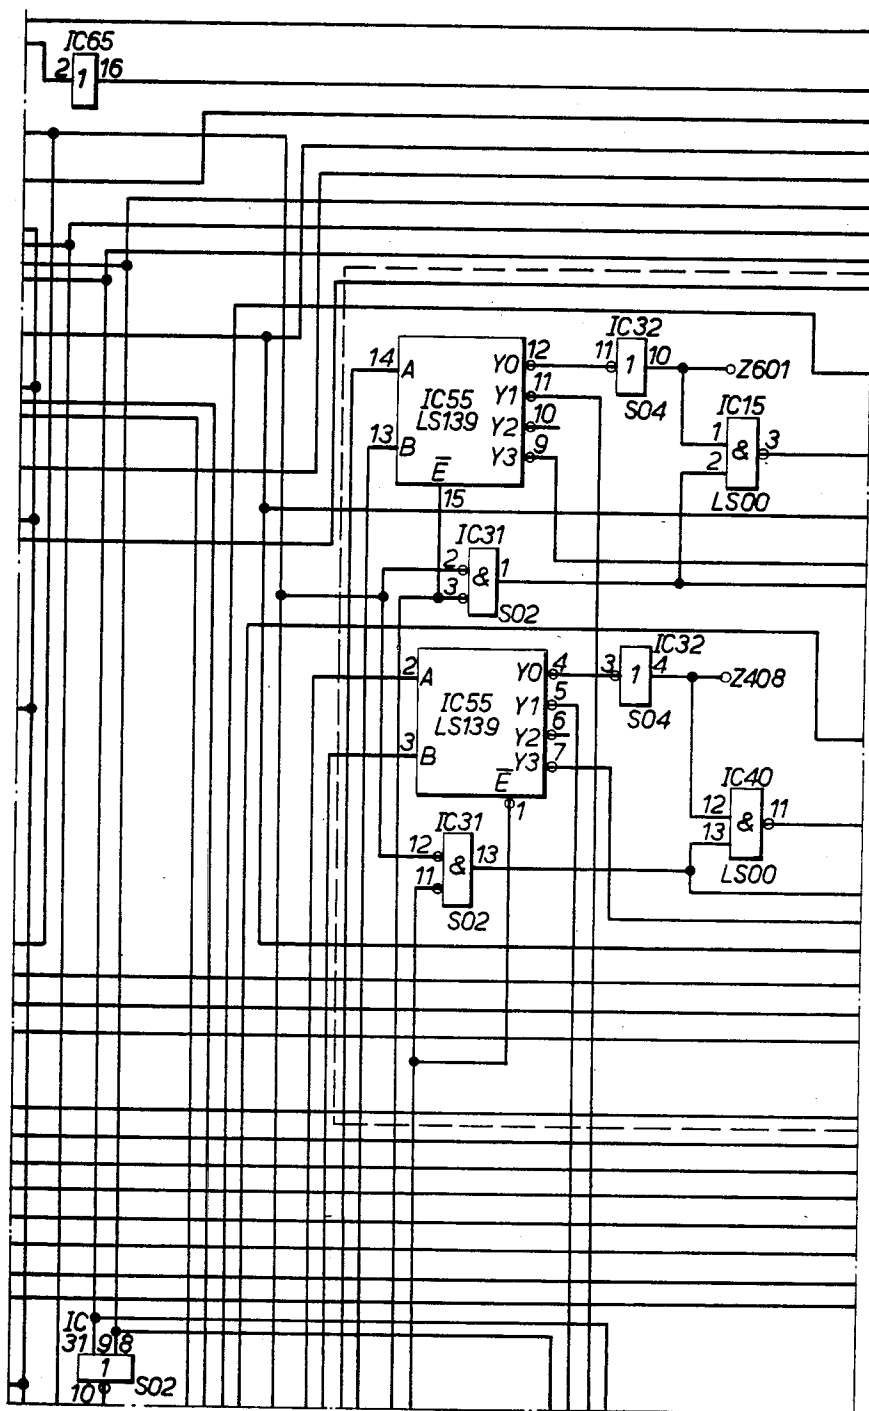 IC65
2 1 16
IC32
14 A Y0 12 11 1 10 Z601
IC55 Y1 11 S04 IC15
LS139 Y2 10 1 & 3
13 B Y3 9 2
E̅ LS00
15
IC31
2 & 1
3
S02
IC32
2 A Y0 4 3 1 4 Z408
IC55 Y1 5 S04
LS139 Y2 6
3 B Y3 7
E̅ IC40
1 12 & 11
IC31 13
12 & 13 LS00
11
S02
IC
31 9 8
1
10 S02